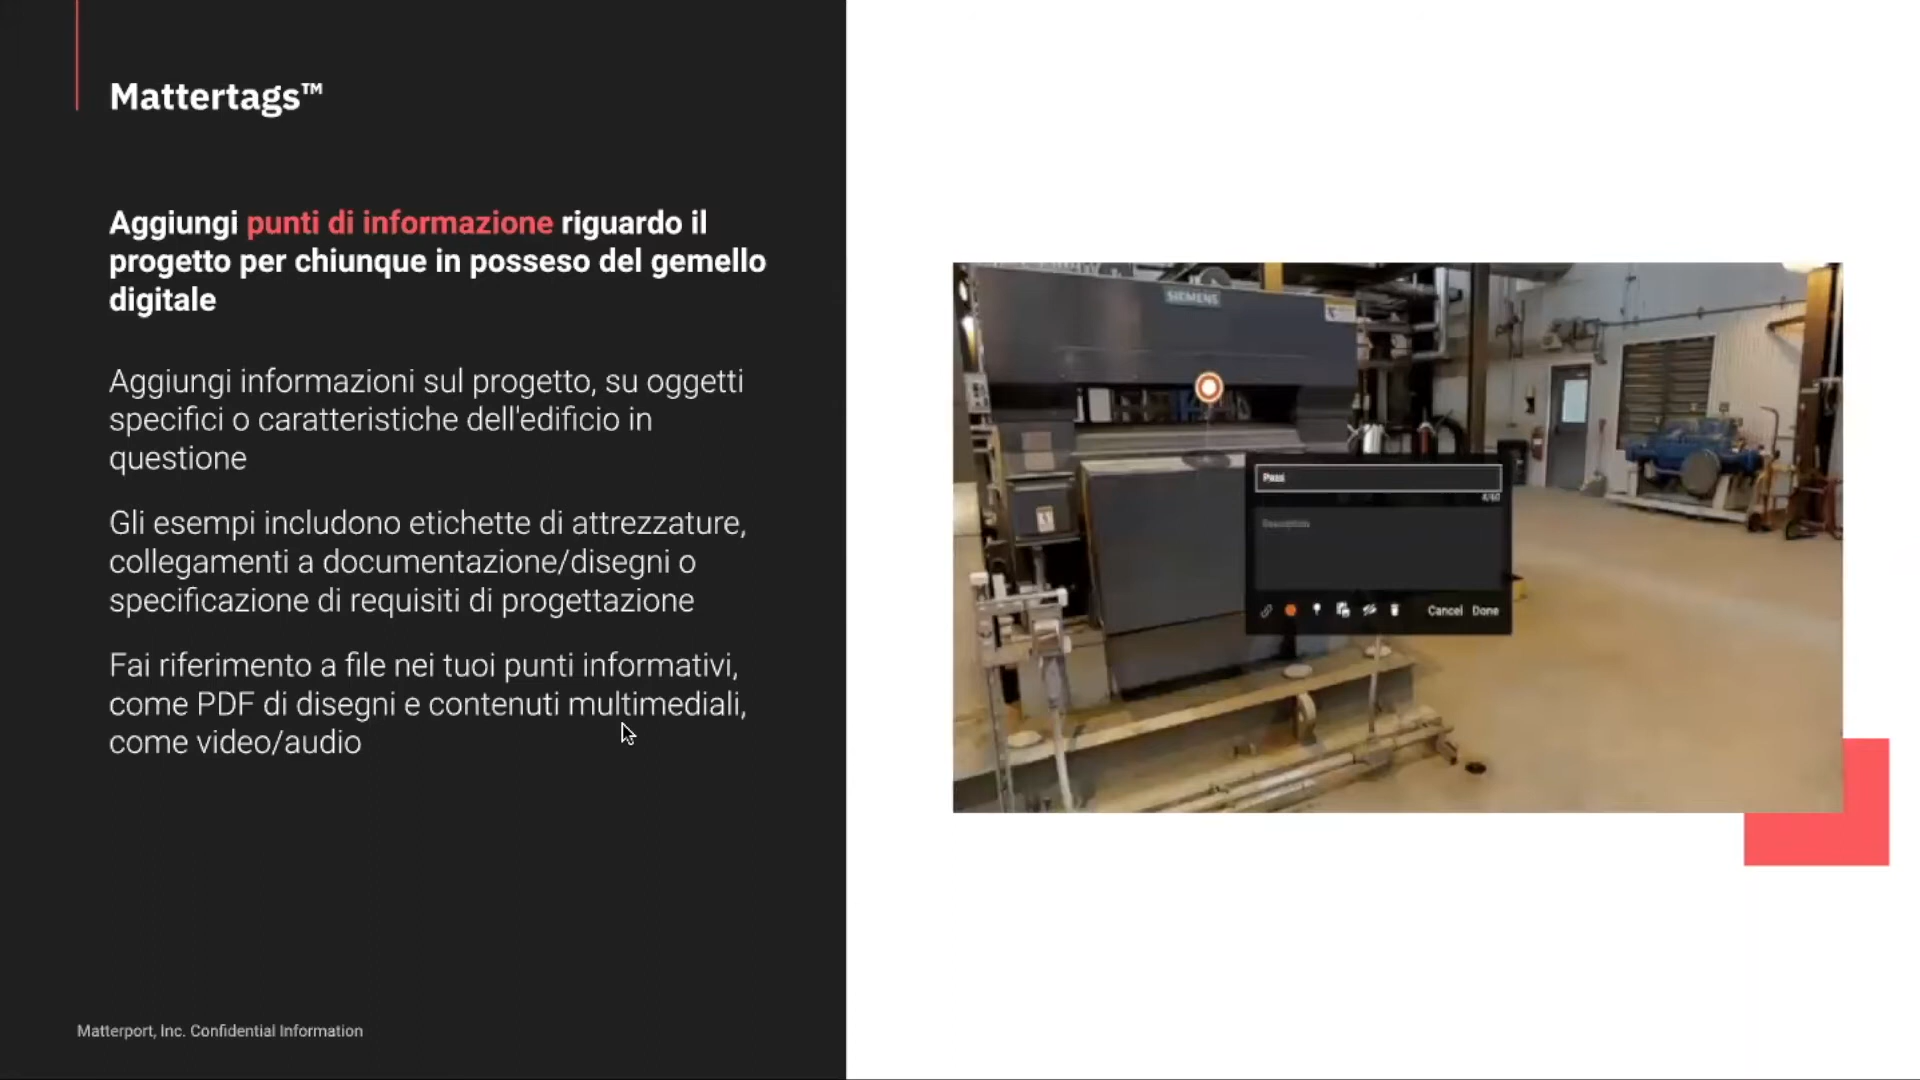 Mattertags™
Aggiungi punti di informazione riguardo il
progetto per chiunque in posseso del gemello
digitale
Aggiungi informazioni sul progetto, su oggetti
specifici o caratteristiche dell'edificio in
questione
Gli esempi includono etichette di attrezzature,
collegamenti a documentazione/disegni o
specificazione di requisiti di progettazione
Fai riferimento a file nei tuoi punti informativi,
come PDF di disegni e contenuti multimediali,
come video/audio
Matterport, Inc. Confidential Information
SIEMENS
4/60
Description
Cancel Done